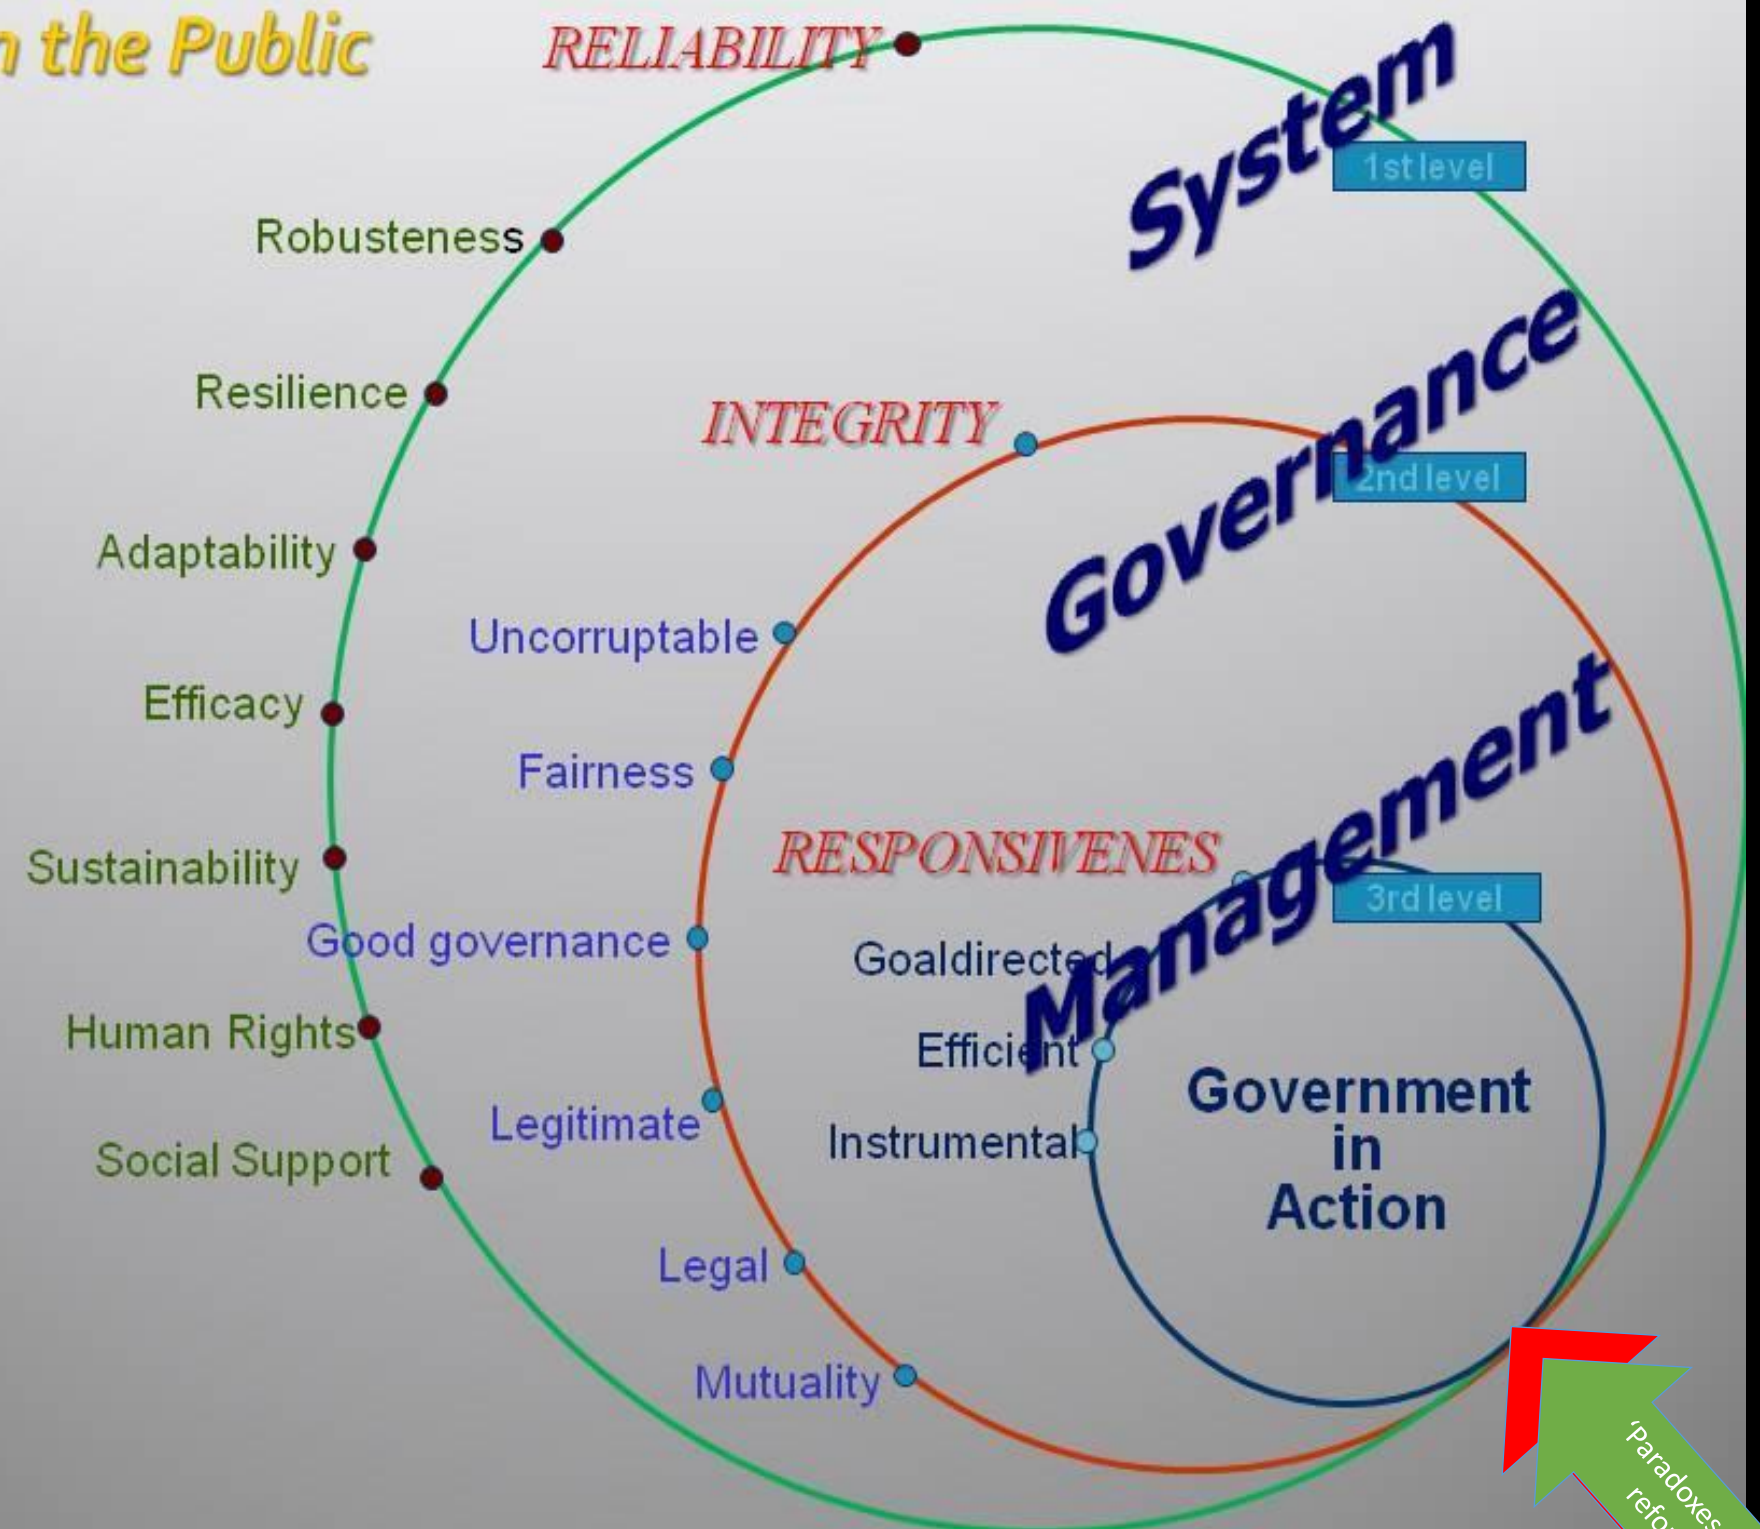 n the Public
RELIABILITY
System
1st level
Robusteness
Resilience
Governance
INTEGRITY
2nd level
Adaptability
Uncorruptable
Management
Efficacy
Fairness
RESPONSIVENES
Sustainability
3rd level
Good governance
Goaldirected
Human Rights
Efficient
Government
in
Action
Legitimate
Instrumental
Social Support
Legal
Mutuality
‘Paradoxes
refo